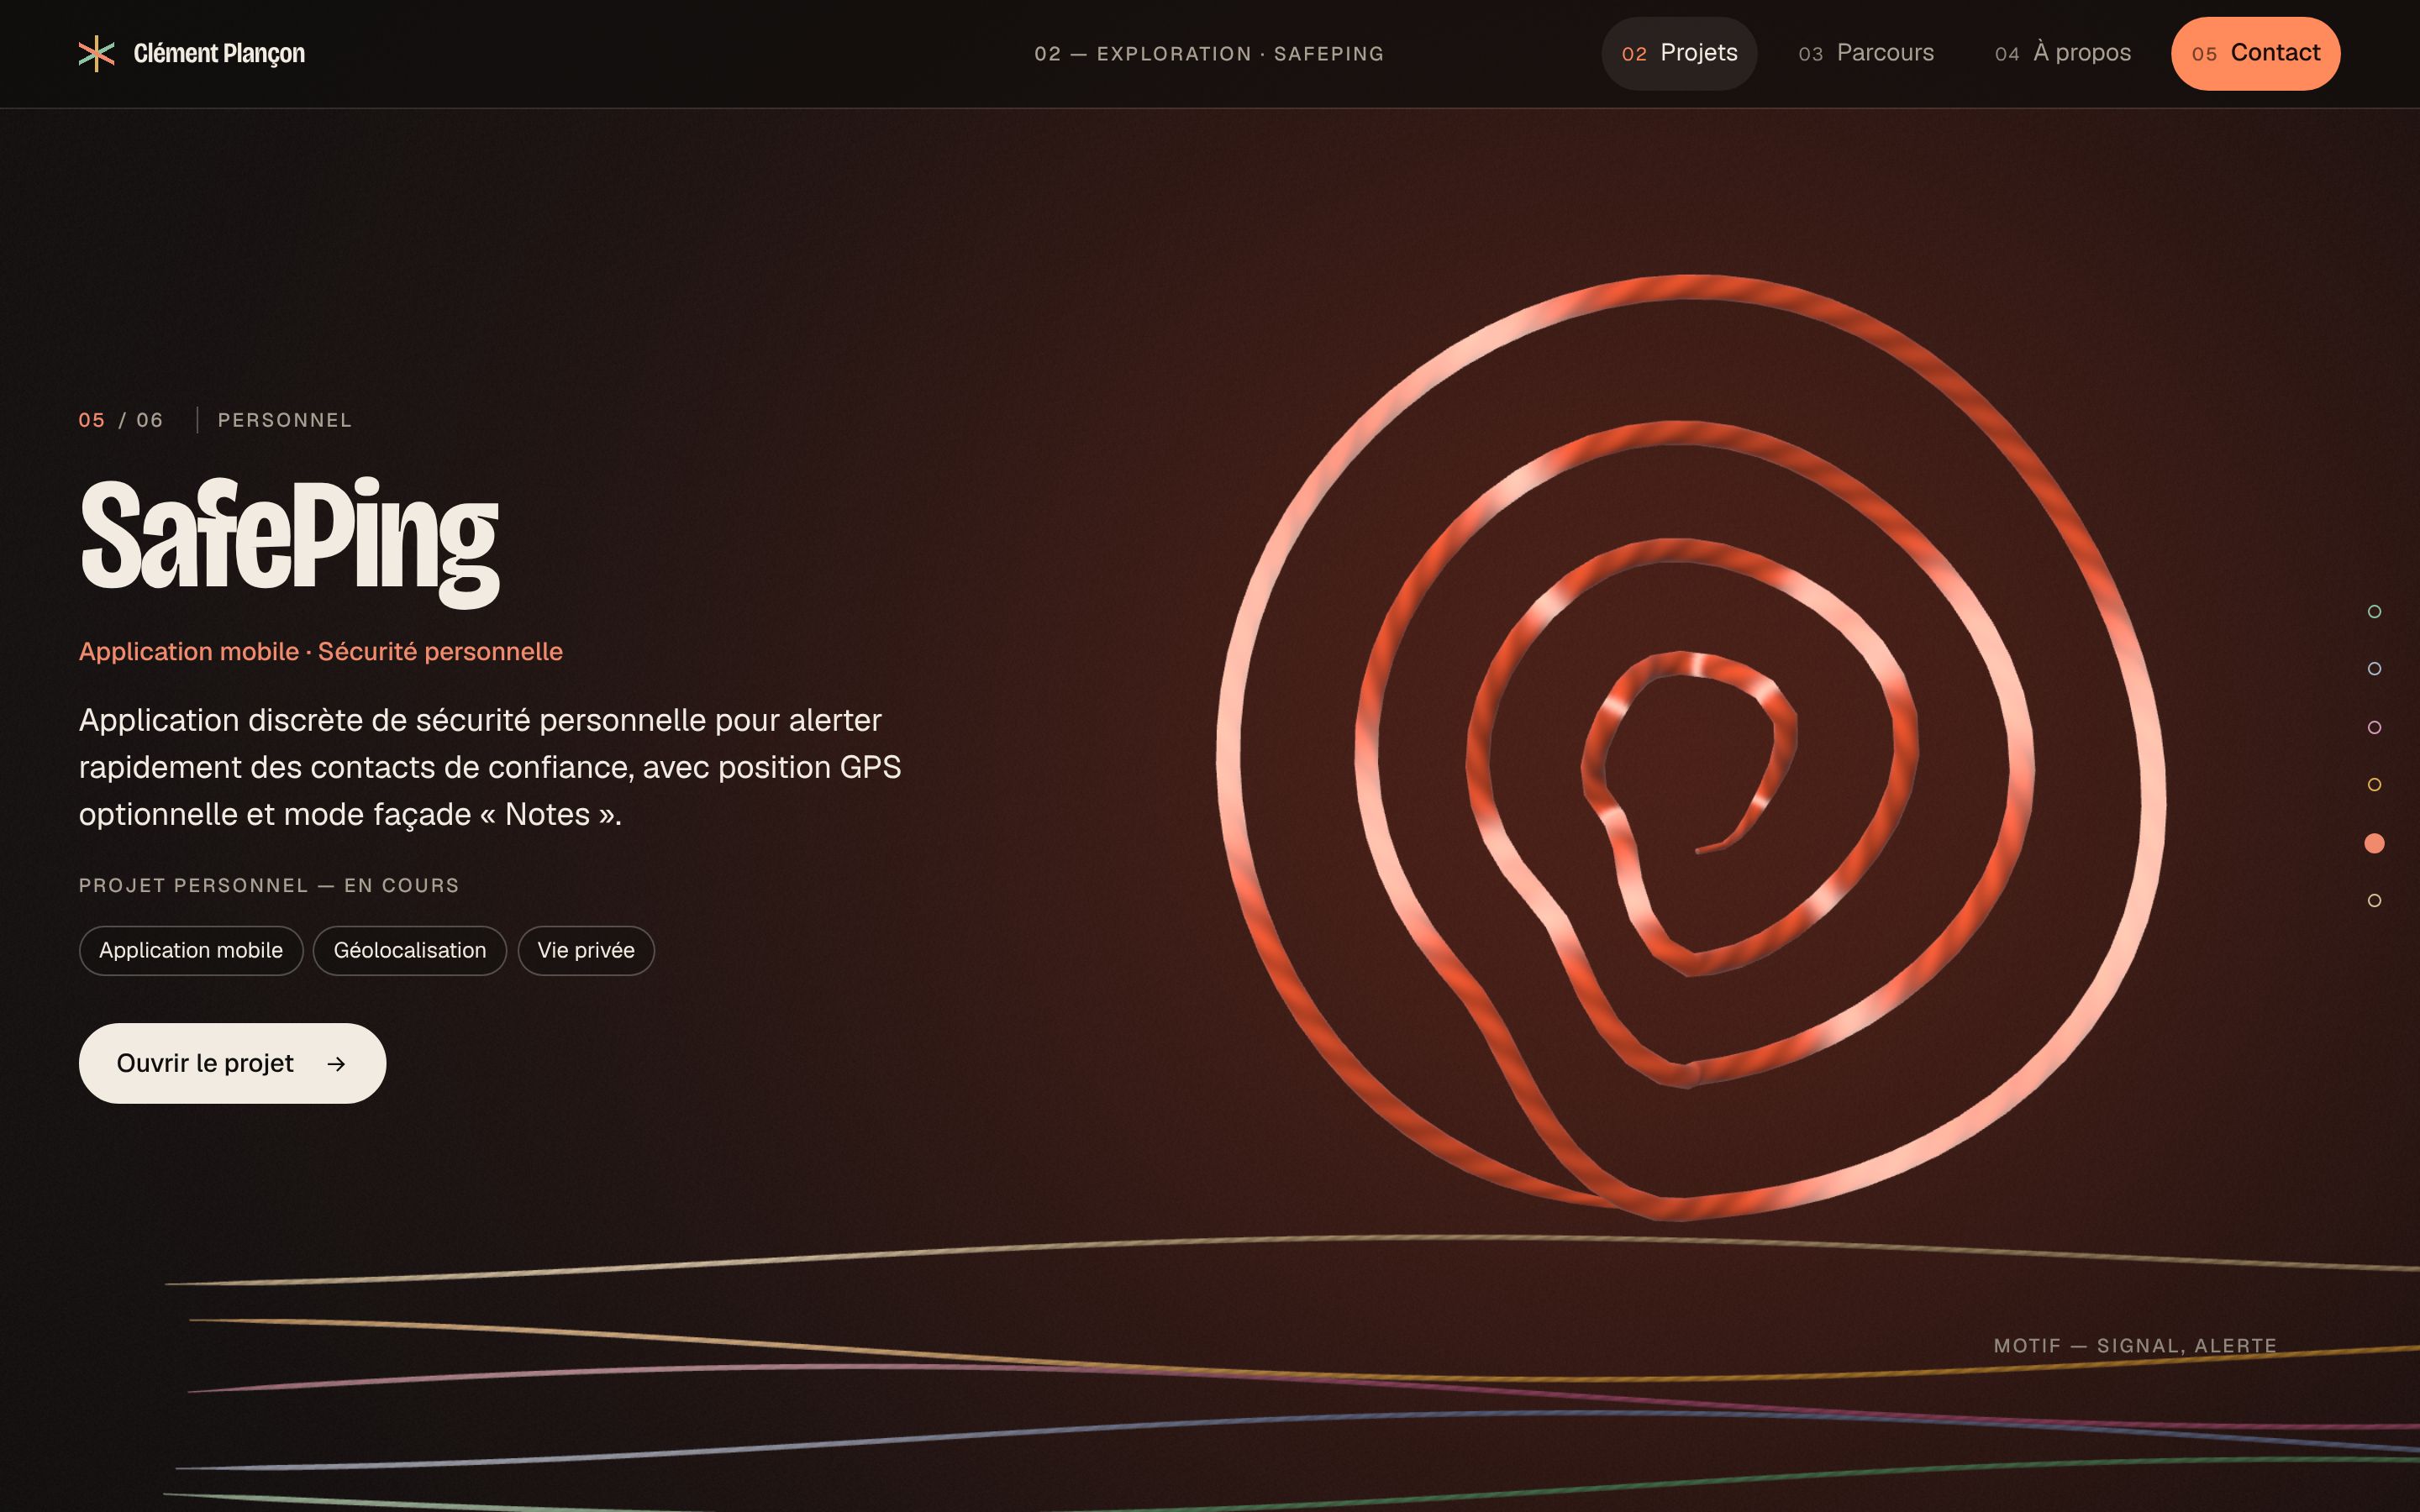 Clément Plançon
02 — EXPLORATION · SAFEPING
02 Projets
03 Parcours
04 À propos
05 Contact
05 / 06 PERSONNEL
SafePing
Application mobile · Sécurité personnelle
Application discrète de sécurité personnelle pour alerter
rapidement des contacts de confiance, avec position GPS
optionnelle et mode façade « Notes ».
PROJET PERSONNEL — EN COURS
Application mobile
Géolocalisation
Vie privée
Ouvrir le projet →
MOTIF — SIGNAL, ALERTE